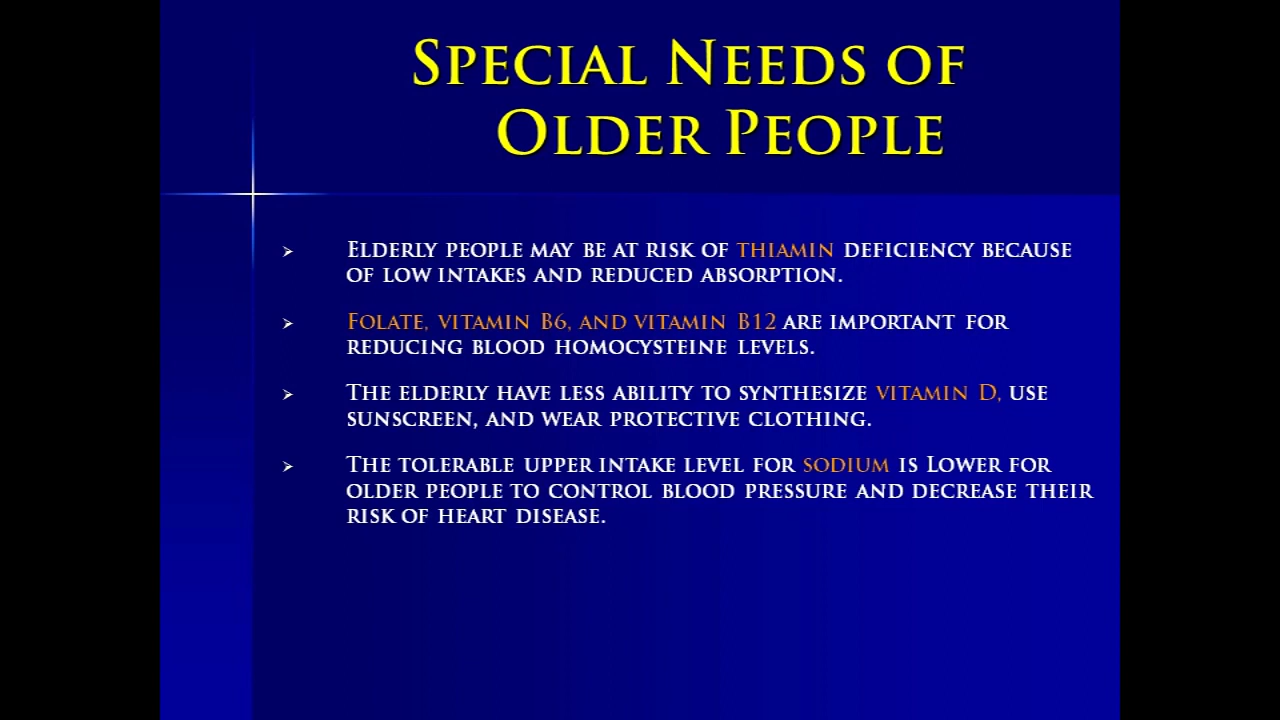 Special Needs of
Older People
Elderly people may be at risk of thiamin deficiency because
of low intakes and reduced absorption.
Folate, vitamin B6, and vitamin B12 are important for
reducing blood homocysteine levels.
The elderly have less ability to synthesize vitamin D, use
sunscreen, and wear protective clothing.
The tolerable upper intake level for sodium is Lower for
older people to control blood pressure and decrease their
risk of heart disease.